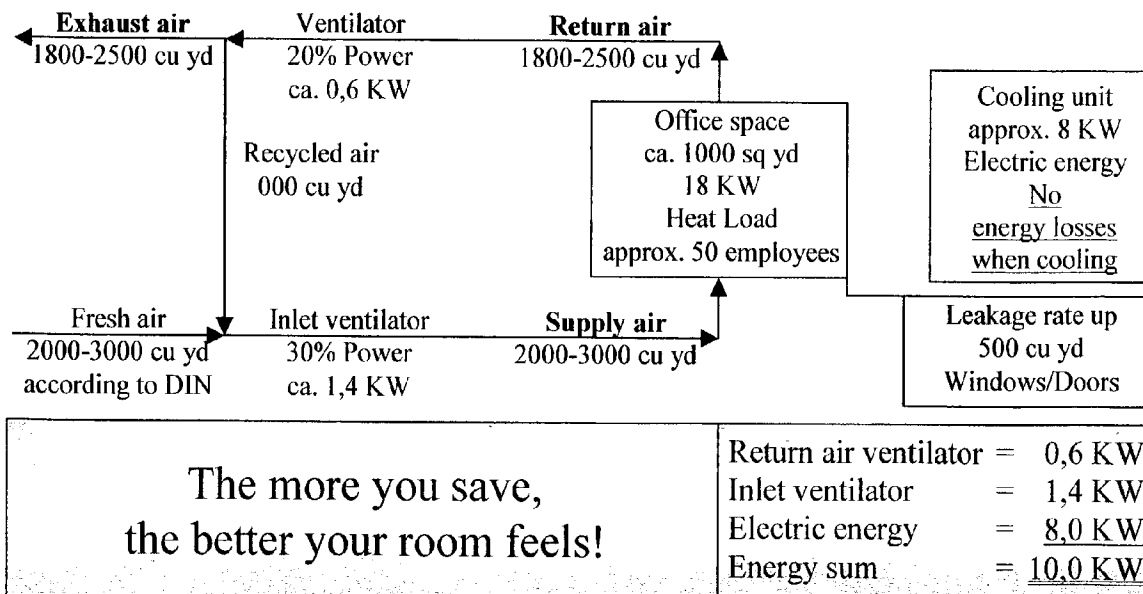 Exhaust air
1800-2500 cu yd
Ventilator
20% Power
ca. 0,6 KW
Return air
1800-2500 cu yd
Recycled air
000 cu yd
Office space
ca. 1000 sq yd
18 KW
Heat Load
approx. 50 employees
Cooling unit
approx. 8 KW
Electric energy
No
energy losses
when cooling
Fresh air
2000-3000 cu yd
according to DIN
Inlet ventilator
30% Power
ca. 1,4 KW
Supply air
2000-3000 cu yd
Leakage rate up
500 cu yd
Windows/Doors
The more you save,
the better your room feels!
Return air ventilator = 0,6 KW
Inlet ventilator = 1,4 KW
Electric energy = 8,0 KW
Energy sum = 10,0 KW